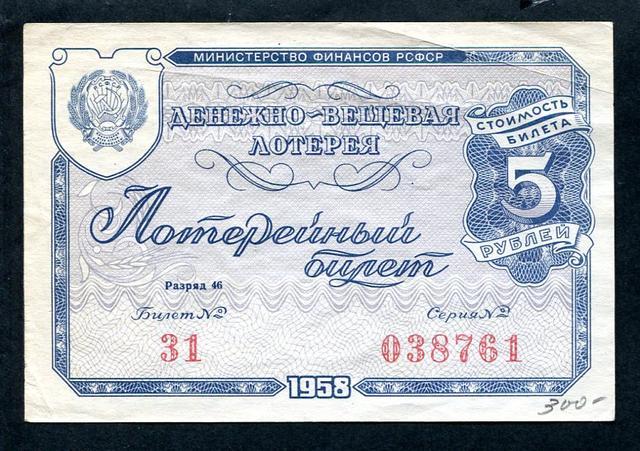 МИНИСТЕРСТВО ФИНАНСОВ РСФСР
РСФСР
ДЕНЕЖНО-ВЕЩЕВАЯ
ЛОТЕРЕЯ
СТОИМОСТЬ
БИЛЕТА
5
РУБЛЕЙ
Лотерейный
билет
Разряд 46
Билет №
Серия №
31
038761
1958
300-